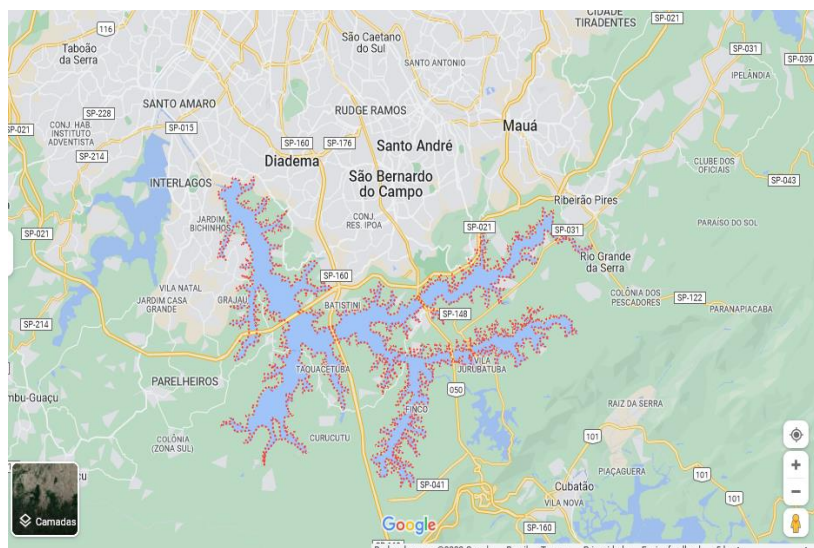 CIDADE
TIRADENTES
SP-021
116
Taboão
da Serra
São Caetano
do Sul
SANTO ANTONIO
SP-031
SP-039
IPELÂNDIA
SANTO AMARO
SP-228
SP-015
CONJ. HAB.
INSTITUTO
ADVENTISTA
SP-021
SP-214
RUDGE RAMOS
Mauá
SP-160
SP-176
Santo André
Diadema
São Bernardo
do Campo
CLUBE DOS
OFICIAIS
SP-043
INTERLAGOS
JARDIM
BICHINHOS
CONJ.
RES. IPOA
Ribeirão Pires
SP-021
SP-031
PARAÍSO DO SOL
SP-021
Rio Grande
da Serra
VILA NATAL
JARDIM CASA
GRANDE
GRAJAÚ
SP-160
BATISTINI
COLÔNIA DOS
PESCADORES
SP-122
PARANAPIACABA
SP-214
SP-148
TAQUACETUBA
VILA
JURUBATUBA
PARELHEIROS
050
mbu-Guaçu
FINCO
RAIZ DA SERRA
COLÔNIA
(ZONA SUL)
CURUCUTU
101
PIAÇAGUERA
SP-041
Cubatão
101
VILA NOVA
101
Camadas
Google
SP-160